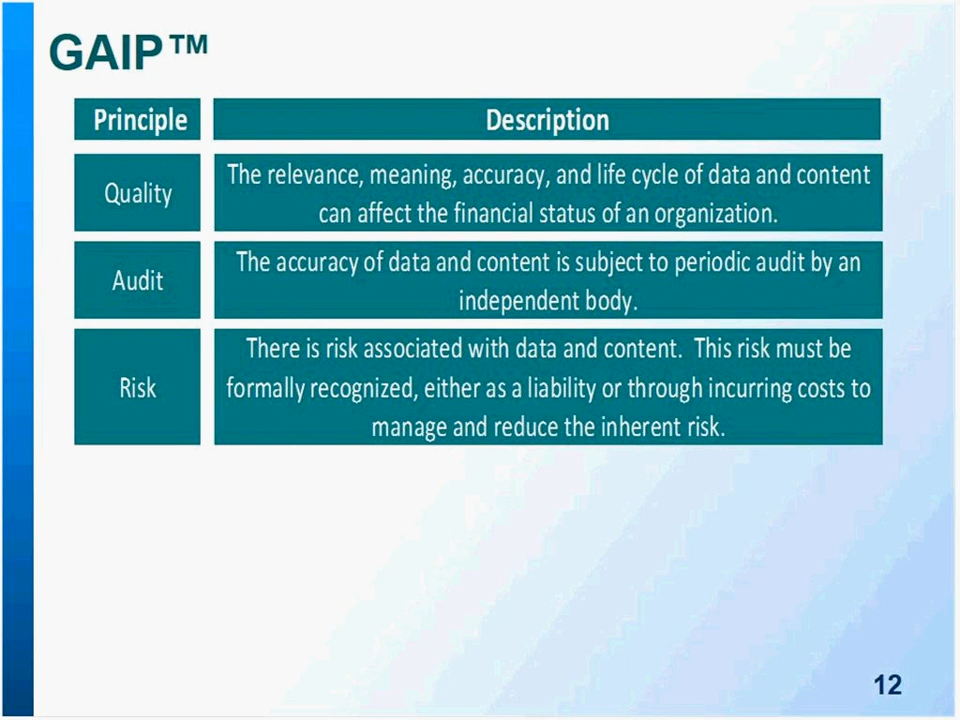 GAIP™
Principle
Description
Quality
The relevance, meaning, accuracy, and life cycle of data and content
can affect the financial status of an organization.
Audit
The accuracy of data and content is subject to periodic audit by an
independent body.
Risk
There is risk associated with data and content. This risk must be
formally recognized, either as a liability or through incurring costs to
manage and reduce the inherent risk.
12